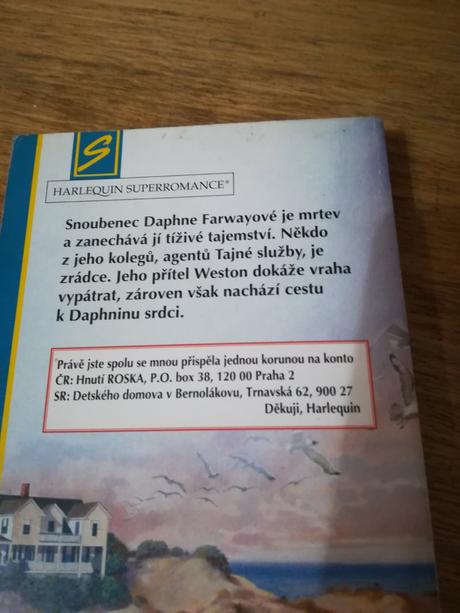 S
HARLEQUIN SUPERROMANCE®
Snoubenec Daphne Farwayové je mrtev
a zanechává jí tíživé tajemství. Někdo
z jeho kolegů, agentů Tajné služby, je
zrádce. Jeho přítel Weston dokáže vraha
vypátrat, zároven však nachází cestu
k Daphninu srdci.
Právě jste spolu se mnou přispěla jednou korunou na konto
ČR: Hnutí ROSKA, P.O. box 38, 120 00 Praha 2
SR: Detského domova v Bernolákovu, Trnavská 62, 900 27
Děkuji, Harlequin